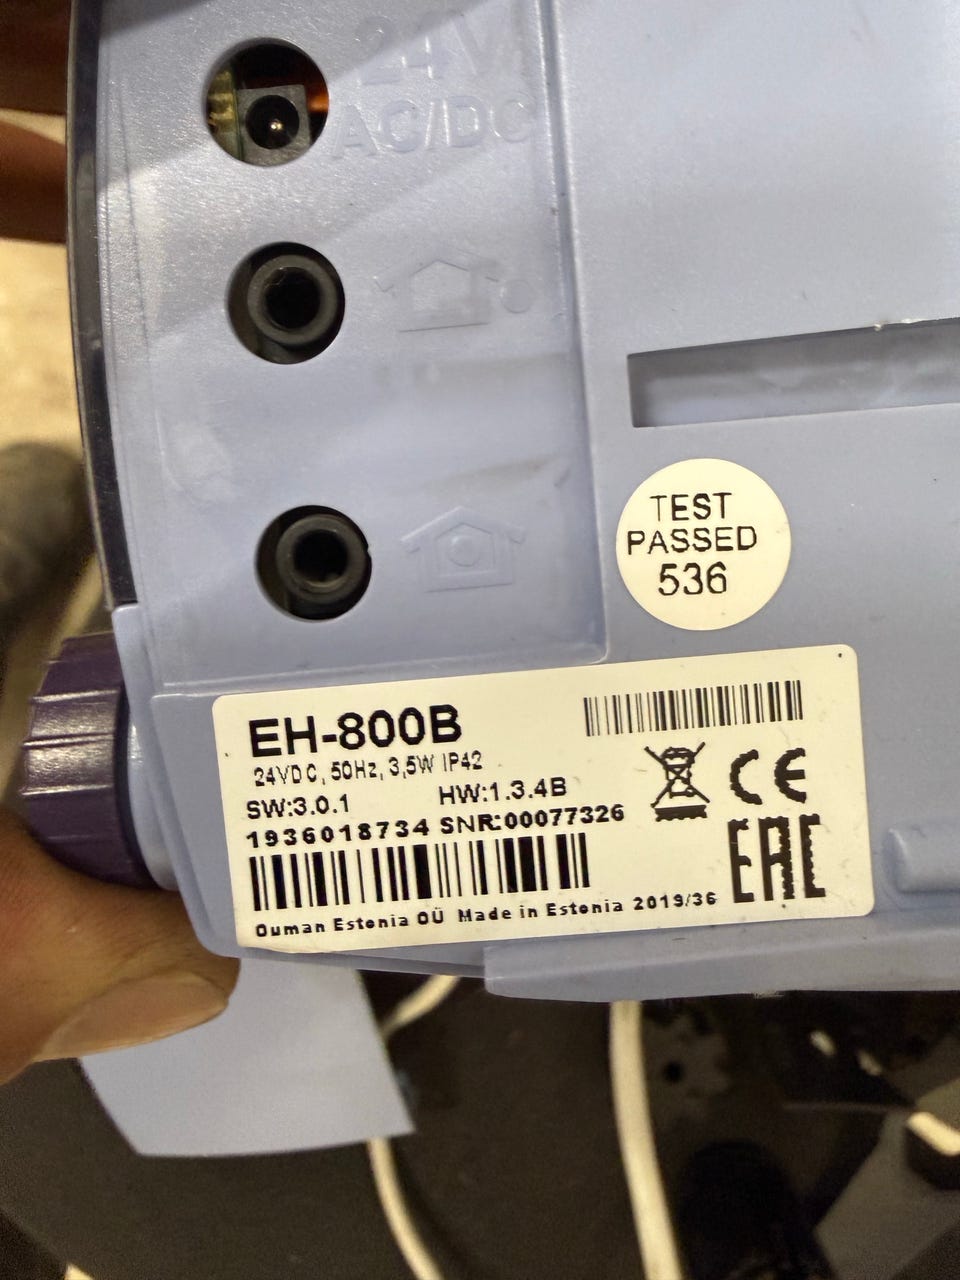 24V
AC/DC
TEST
PASSED
536
EH-800B
24VDC, 50Hz, 3,5W IP42
SW:3.0.1 HW:1.3.4B
1936018734 SNR:00077326
Ouman Estonia OÜ Made in Estonia 2019/36
CE
EAC